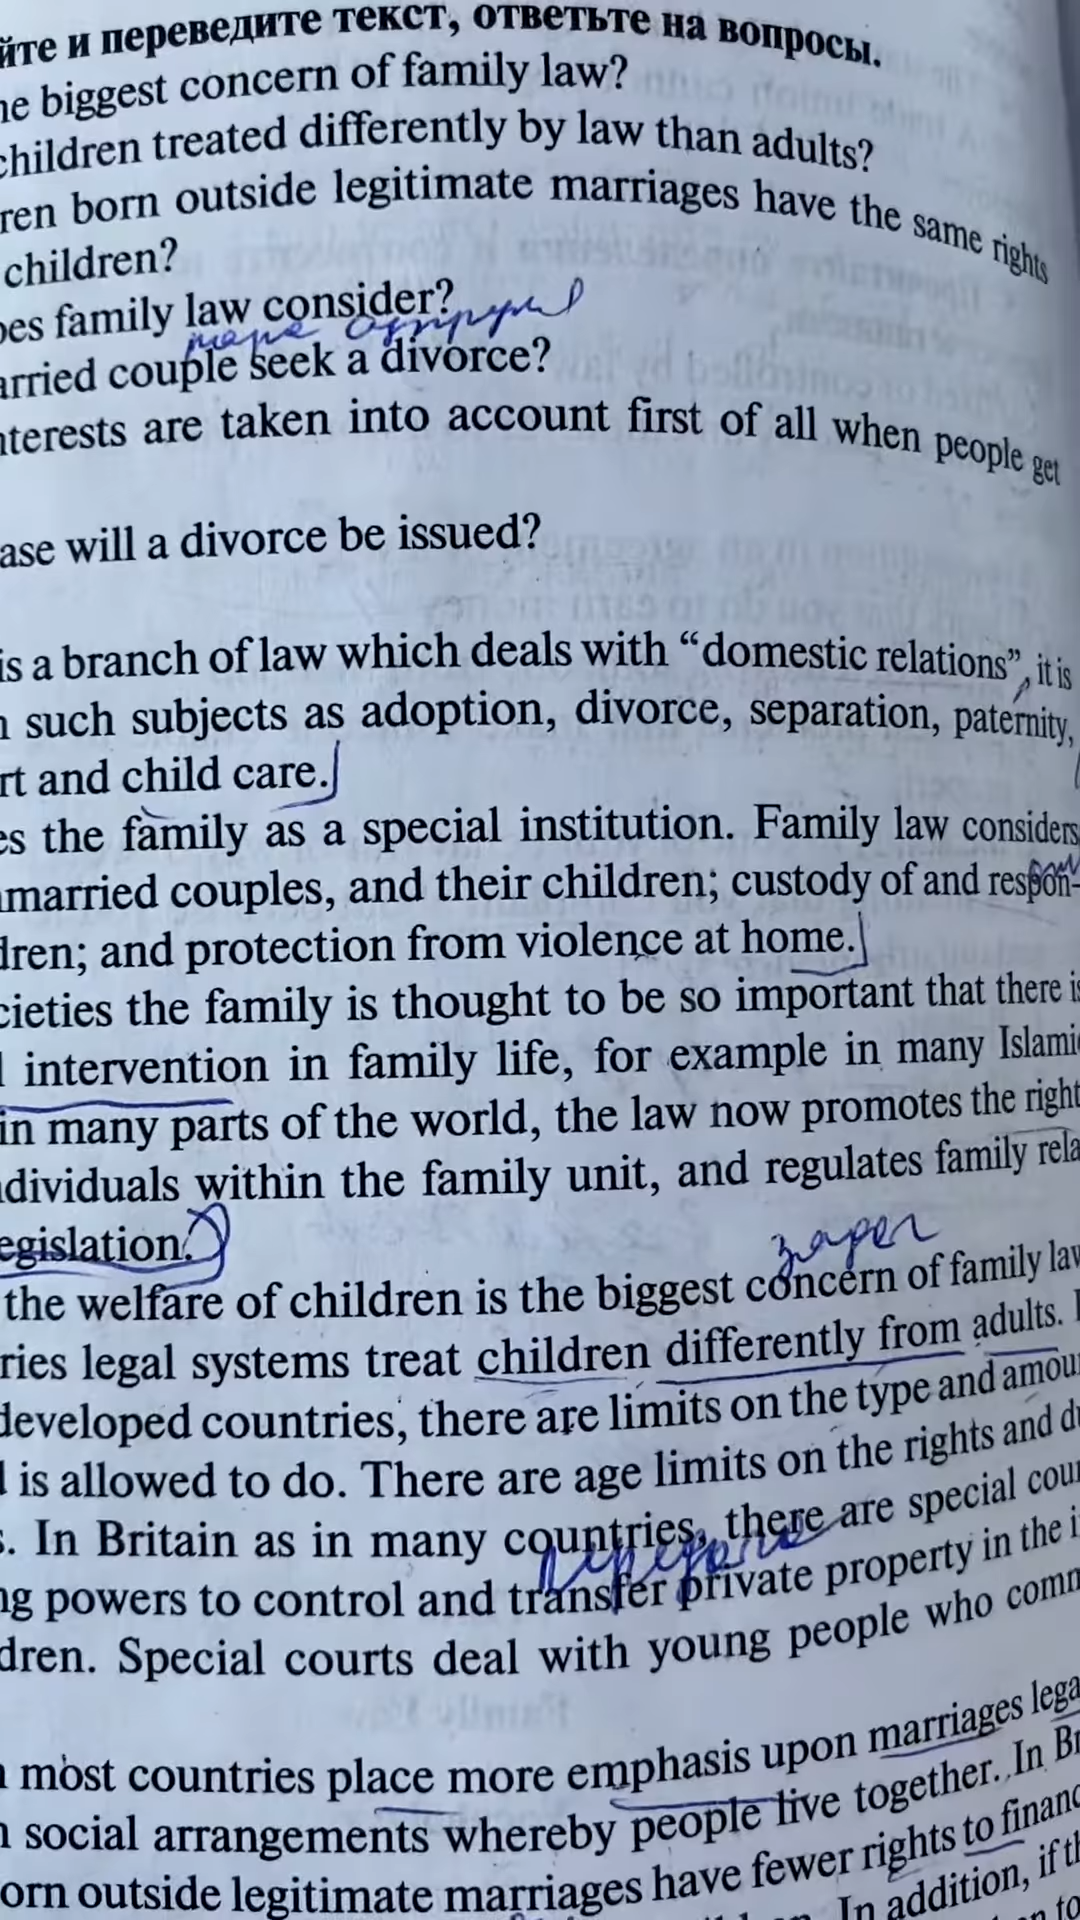 йте и переведите текст, ответьте на вопросы.
he biggest concern of family law?
children treated differently by law than adults?
ren born outside legitimate marriages have the same rights
children?
oes family law consider?
arried couple seek a divorce?
nterests are taken into account first of all when people get
ase will a divorce be issued?
is a branch of law which deals with “domestic relations”, it is
n such subjects as adoption, divorce, separation, paternity,
rt and child care.
es the family as a special institution. Family law considers
married couples, and their children; custody of and respon-
dren; and protection from violence at home.
cieties the family is thought to be so important that there is
l intervention in family life, for example in many Islami
in many parts of the world, the law now promotes the right
dividuals within the family unit, and regulates family rela
egislation.
the welfare of children is the biggest concern of family law
ries legal systems treat children differently from adults. I
developed countries, there are limits on the type and amou
d is allowed to do. There are age limits on the rights and du
s. In Britain as in many countries, there are special cour
ng powers to control and transfer private property in the i
dren. Special courts deal with young people who comm
n most countries place more emphasis upon marriages lega
n social arrangements whereby people live together. In Br
orn outside legitimate marriages have fewer rights to financ
In addition, if th